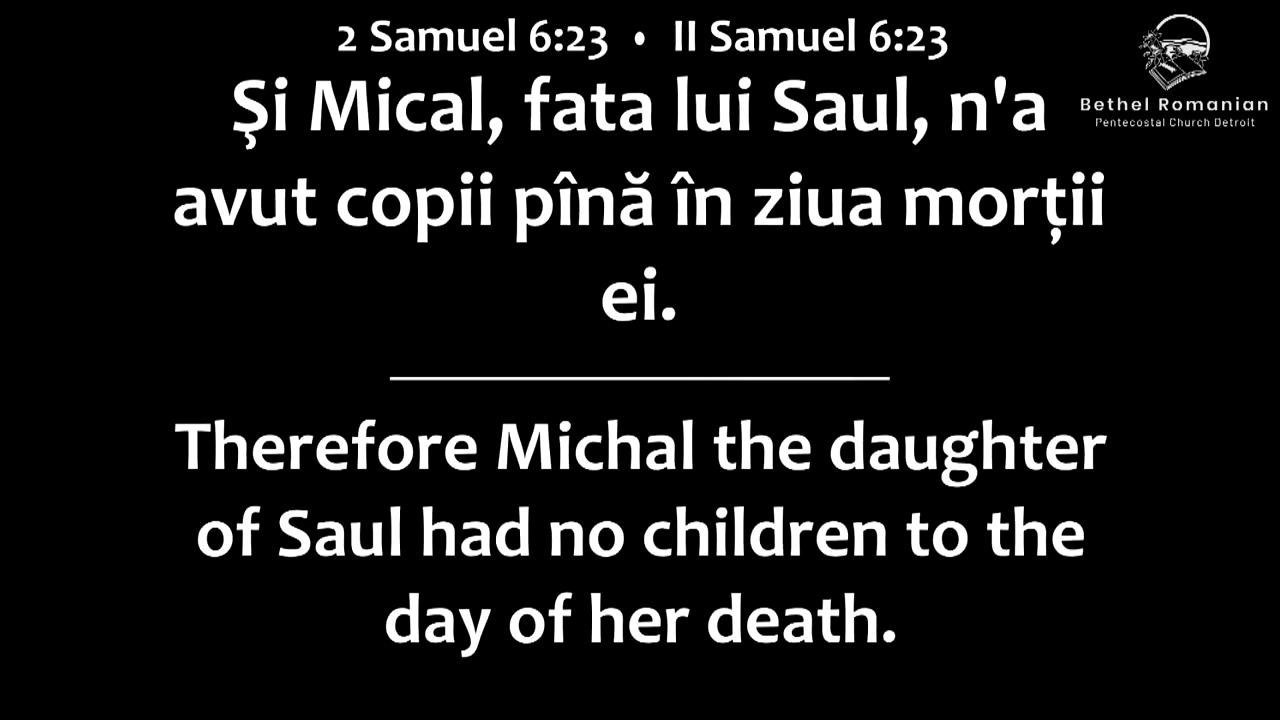 2 Samuel 6:23 • II Samuel 6:23
Bethel Romanian
Pentecostal Church Detroit
Şi Mical, fata lui Saul, n'a
avut copii pînă în ziua morții
ei.
Therefore Michal the daughter
of Saul had no children to the
day of her death.